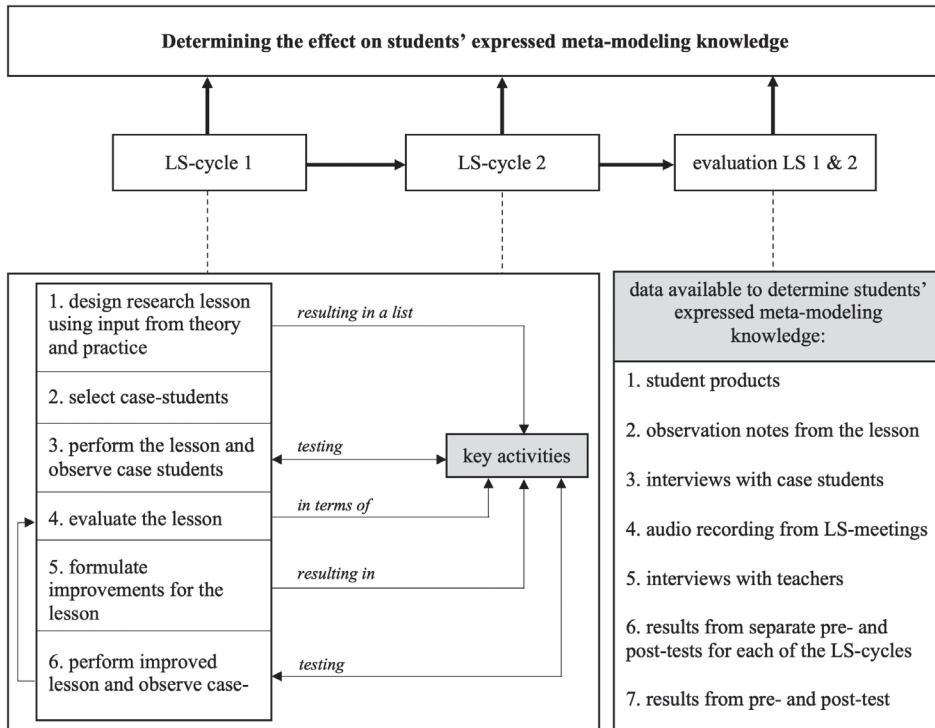 Determining the effect on students’ expressed meta-modeling knowledge
LS-cycle 1
LS-cycle 2
evaluation LS 1 & 2
1. design research lesson
using input from theory
and practice
2. select case-students
3. perform the lesson and
observe case students
4. evaluate the lesson
5. formulate
improvements for the
lesson
6. perform improved
lesson and observe case-
resulting in a list
testing
in terms of
resulting in
testing
key activities
data available to determine students’
expressed meta-modeling
knowledge:
1. student products
2. observation notes from the lesson
3. interviews with case students
4. audio recording from LS-meetings
5. interviews with teachers
6. results from separate pre- and
post-tests for each of the LS-cycles
7. results from pre- and post-test